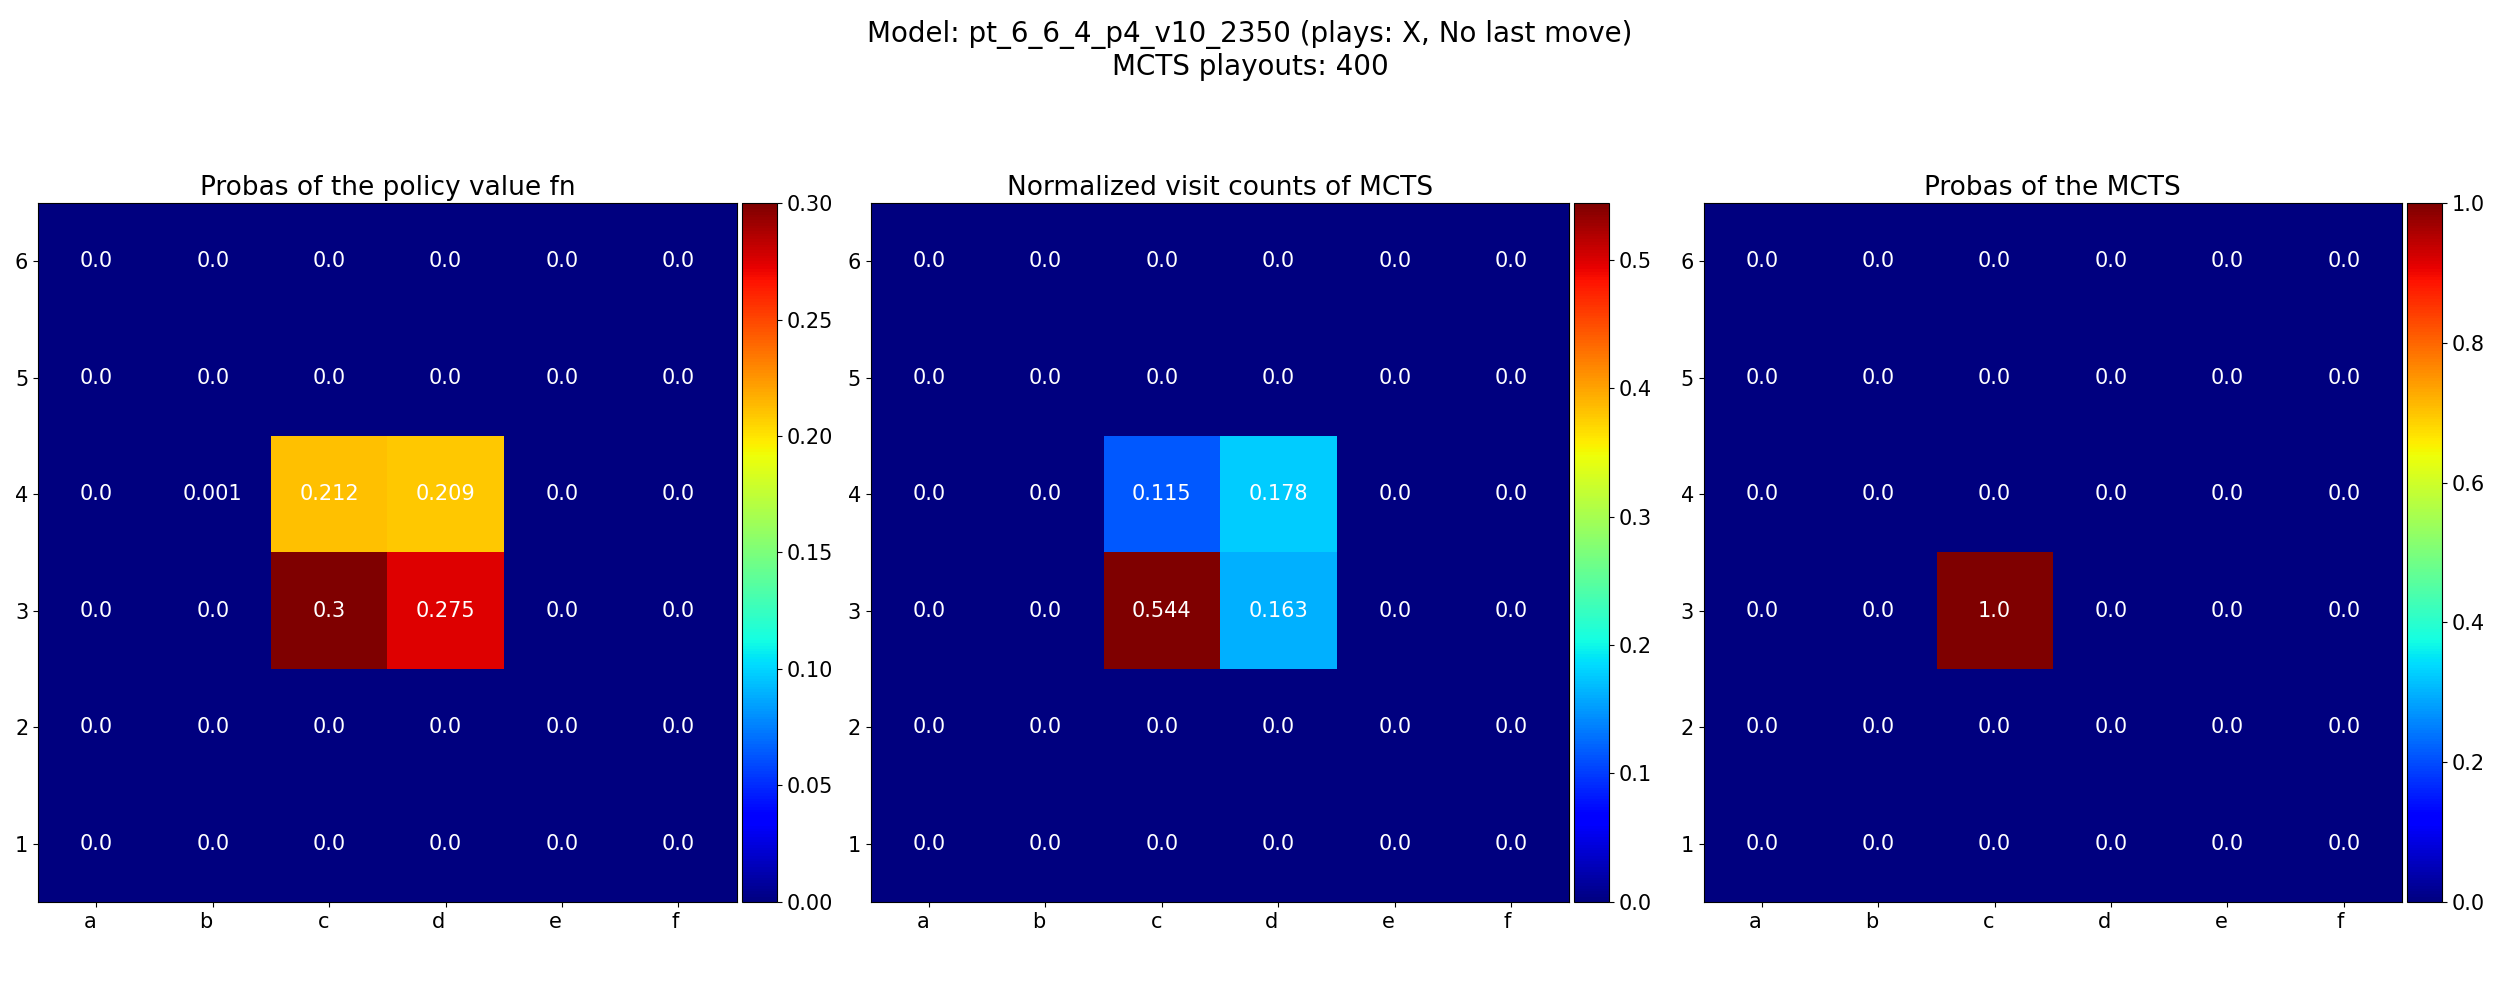 Model: pt_6_6_4_p4_v10_2350 (plays: X, No last move)
MCTS playouts: 400
Probas of the policy value fn
6 0.0 0.0 0.0 0.0 0.0 0.0
5 0.0 0.0 0.0 0.0 0.0 0.0
4 0.0 0.001 0.212 0.209 0.0 0.0
3 0.0 0.0 0.3 0.275 0.0 0.0
2 0.0 0.0 0.0 0.0 0.0 0.0
1 0.0 0.0 0.0 0.0 0.0 0.0
a b c d e f
0.30
0.25
0.20
0.15
0.10
0.05
0.00
Normalized visit counts of MCTS
6 0.0 0.0 0.0 0.0 0.0 0.0
5 0.0 0.0 0.0 0.0 0.0 0.0
4 0.0 0.0 0.115 0.178 0.0 0.0
3 0.0 0.0 0.544 0.163 0.0 0.0
2 0.0 0.0 0.0 0.0 0.0 0.0
1 0.0 0.0 0.0 0.0 0.0 0.0
a b c d e f
0.5
0.4
0.3
0.2
0.1
0.0
Probas of the MCTS
6 0.0 0.0 0.0 0.0 0.0 0.0
5 0.0 0.0 0.0 0.0 0.0 0.0
4 0.0 0.0 0.0 0.0 0.0 0.0
3 0.0 0.0 1.0 0.0 0.0 0.0
2 0.0 0.0 0.0 0.0 0.0 0.0
1 0.0 0.0 0.0 0.0 0.0 0.0
a b c d e f
1.0
0.8
0.6
0.4
0.2
0.0